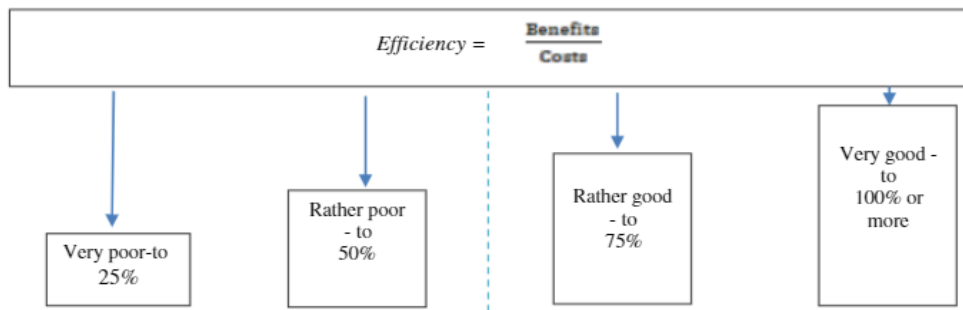 Efficiency = Benefits
Costs
Very poor-to
25%
Rather poor
- to
50%
Rather good
- to
75%
Very good -
to
100% or
more